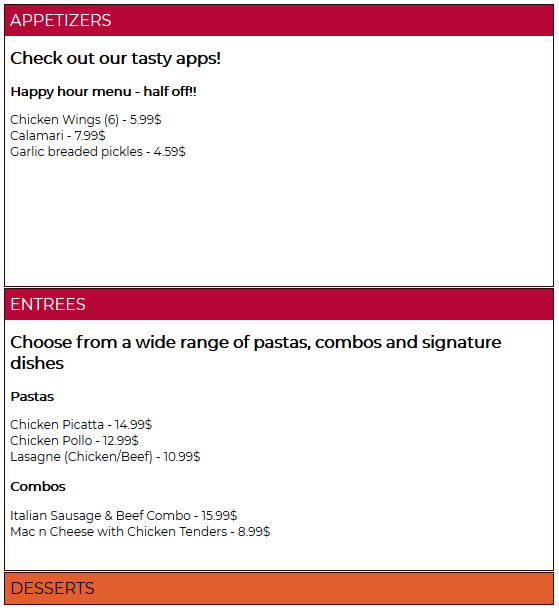 APPETIZERS
Check out our tasty apps!
Happy hour menu - half off!!
Chicken Wings (6) - 5.99$
Calamari - 7.99$
Garlic breaded pickles - 4.59$
ENTREES
Choose from a wide range of pastas, combos and signature
dishes
Pastas
Chicken Picatta - 14.99$
Chicken Pollo - 12.99$
Lasagne (Chicken/Beef) - 10.99$
Combos
Italian Sausage & Beef Combo - 15.99$
Mac n Cheese with Chicken Tenders - 8.99$
DESSERTS